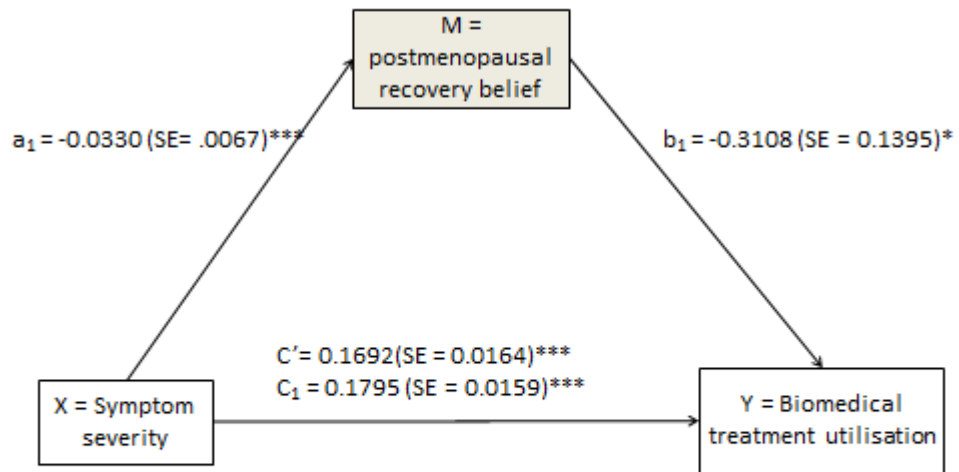 M =
postmenopausal
recovery belief
a₁ = -0.0330 (SE= .0067)***
b₁ = -0.3108 (SE = 0.1395)*
C′= 0.1692(SE = 0.0164)***
C₁ = 0.1795 (SE = 0.0159)***
X = Symptom
severity
Y = Biomedical
treatment utilisation